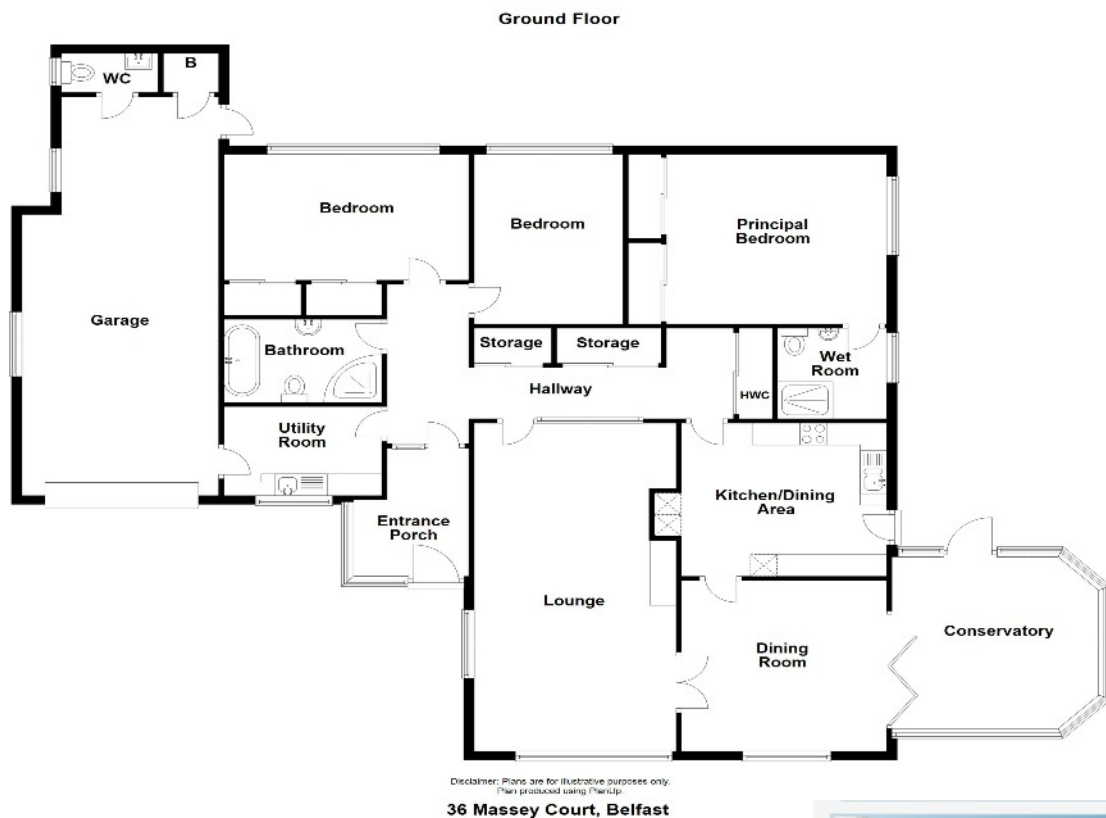 Ground Floor
WC
B
Bedroom
Bedroom
Principal
Bedroom
Garage
Bathroom
Storage
Storage
Wet
Room
Hallway
HWC
Utility
Room
Kitchen/Dining
Area
Entrance
Porch
Lounge
Conservatory
Dining
Room
Disclaimer: Plans are for illustrative purposes only.
Plan produced using PlanUp.
36 Massey Court, Belfast